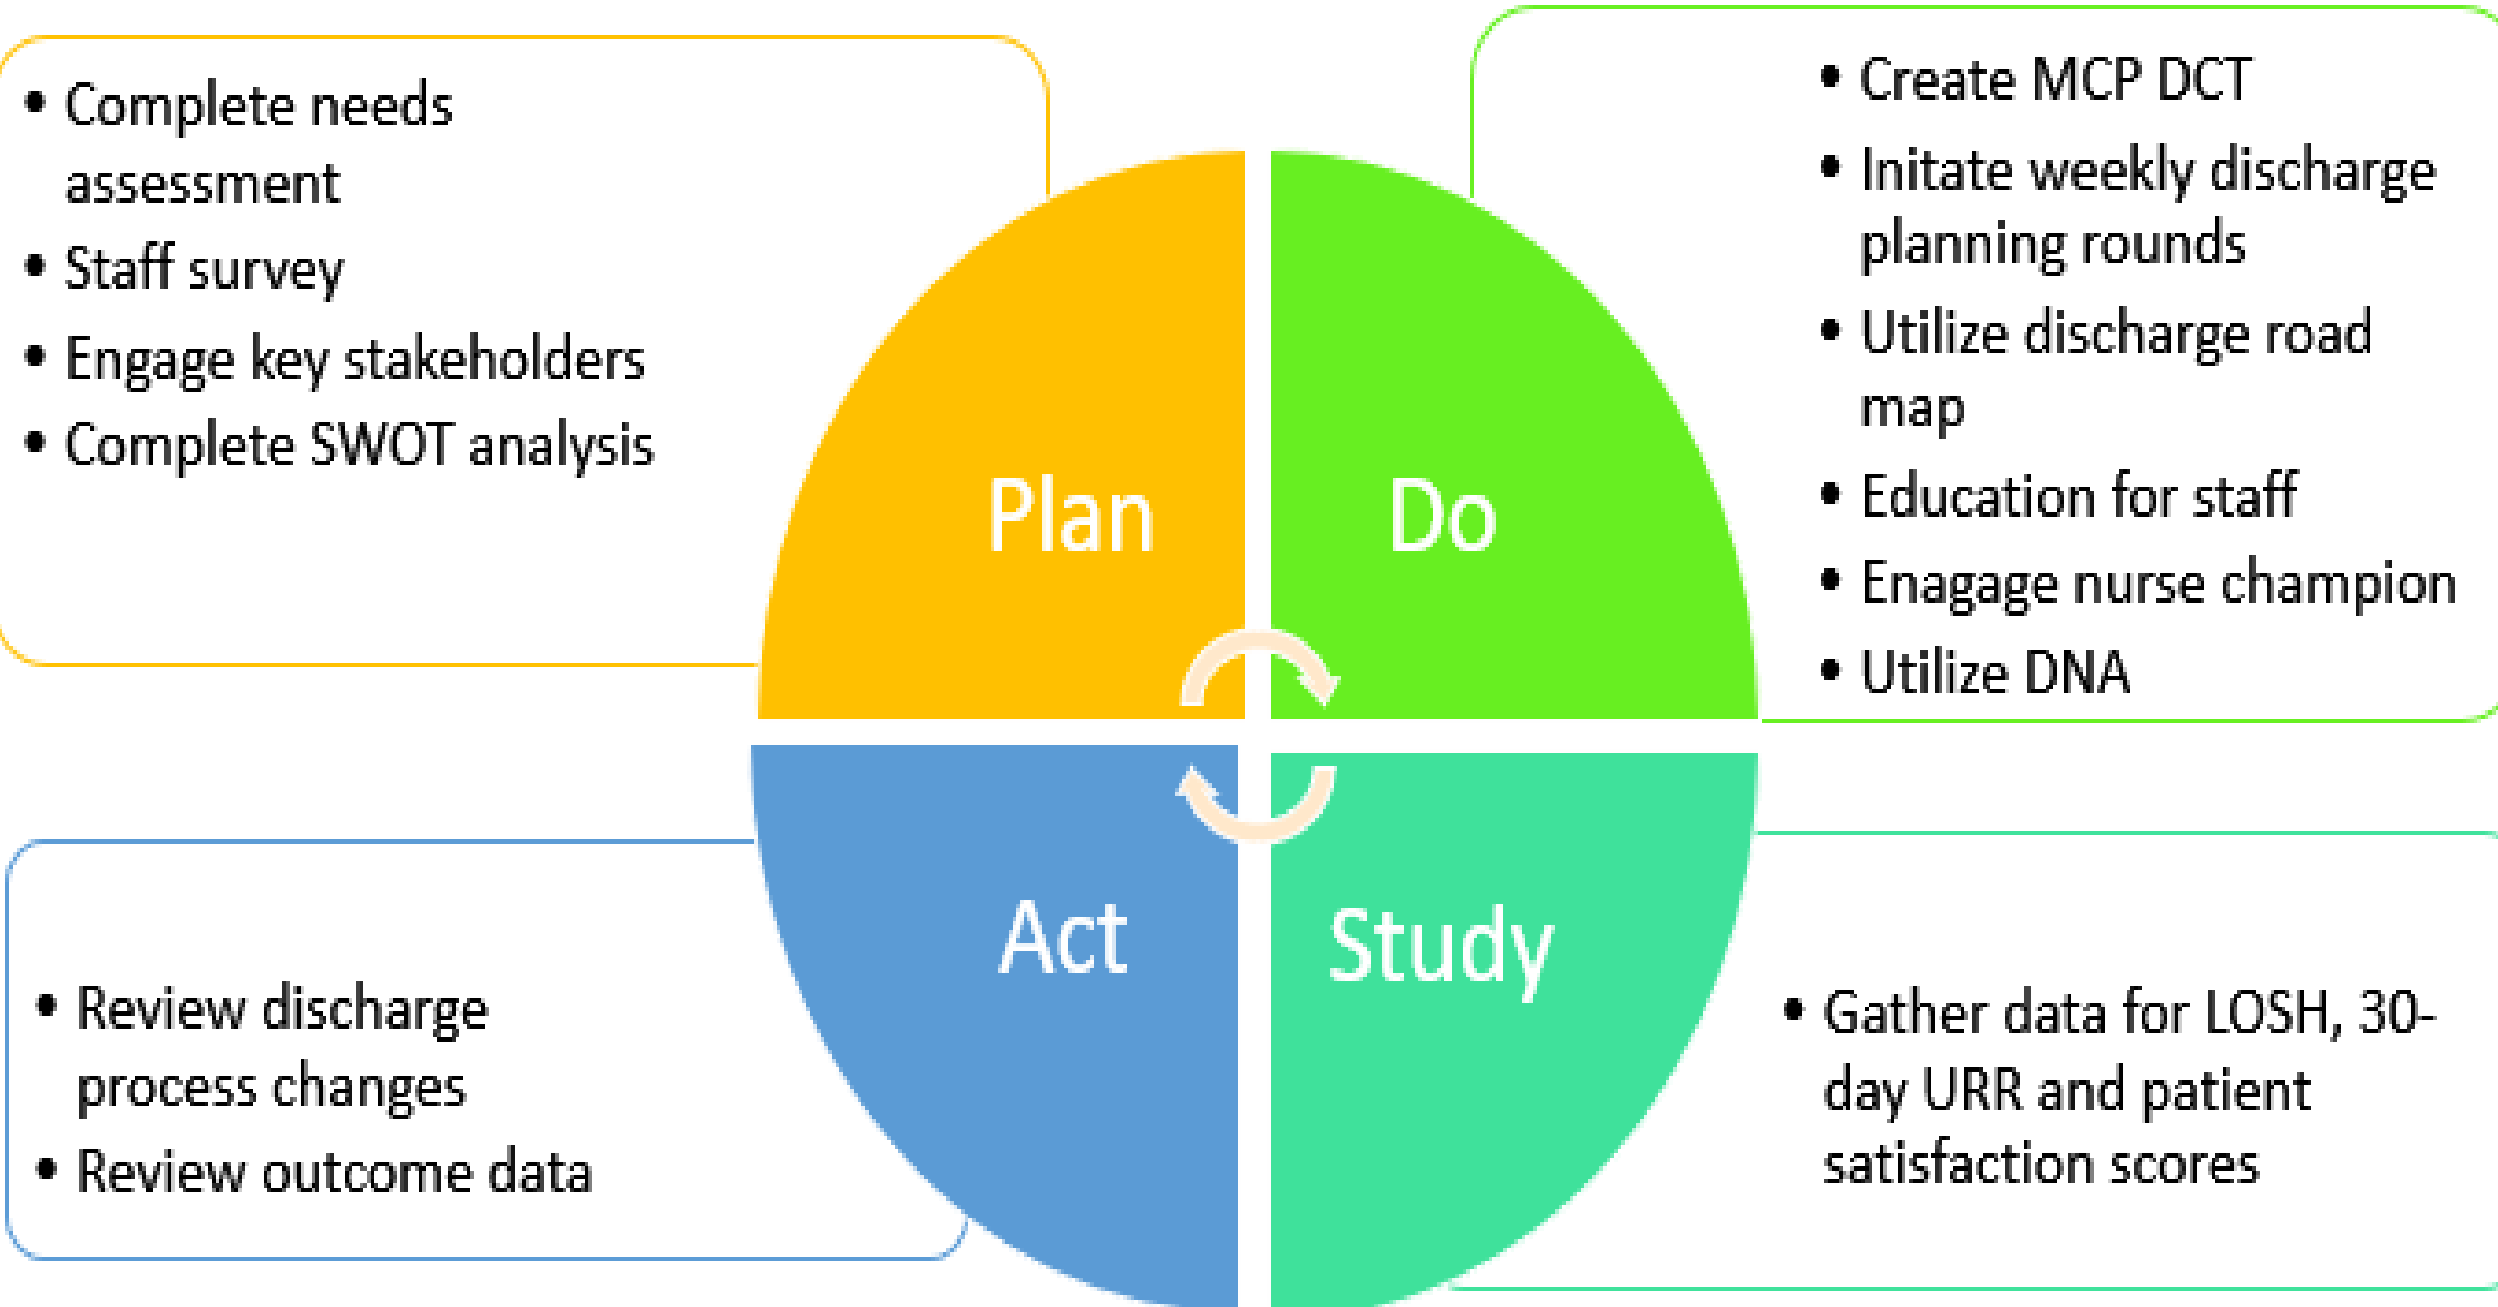 • Complete needs
assessment
• Staff survey
• Engage key stakeholders
• Complete SWOT analysis
Plan
Do
• Create MCP DCT
• Initate weekly discharge
planning rounds
• Utilize discharge road
map
• Education for staff
• Enagage nurse champion
• Utilize DNA
Act
Study
• Review discharge
process changes
• Review outcome data
• Gather data for LOSH, 30-
day URR and patient
satisfaction scores